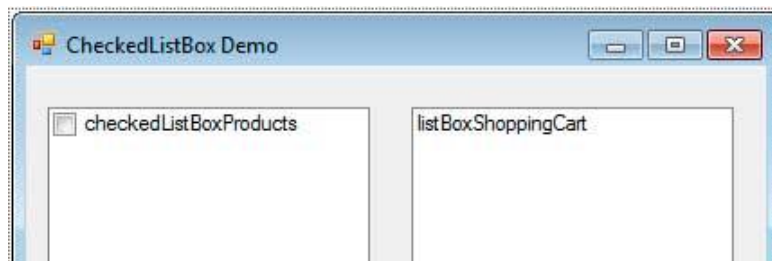 CheckedListBox Demo
checkedListBoxProducts
listBoxShoppingCart